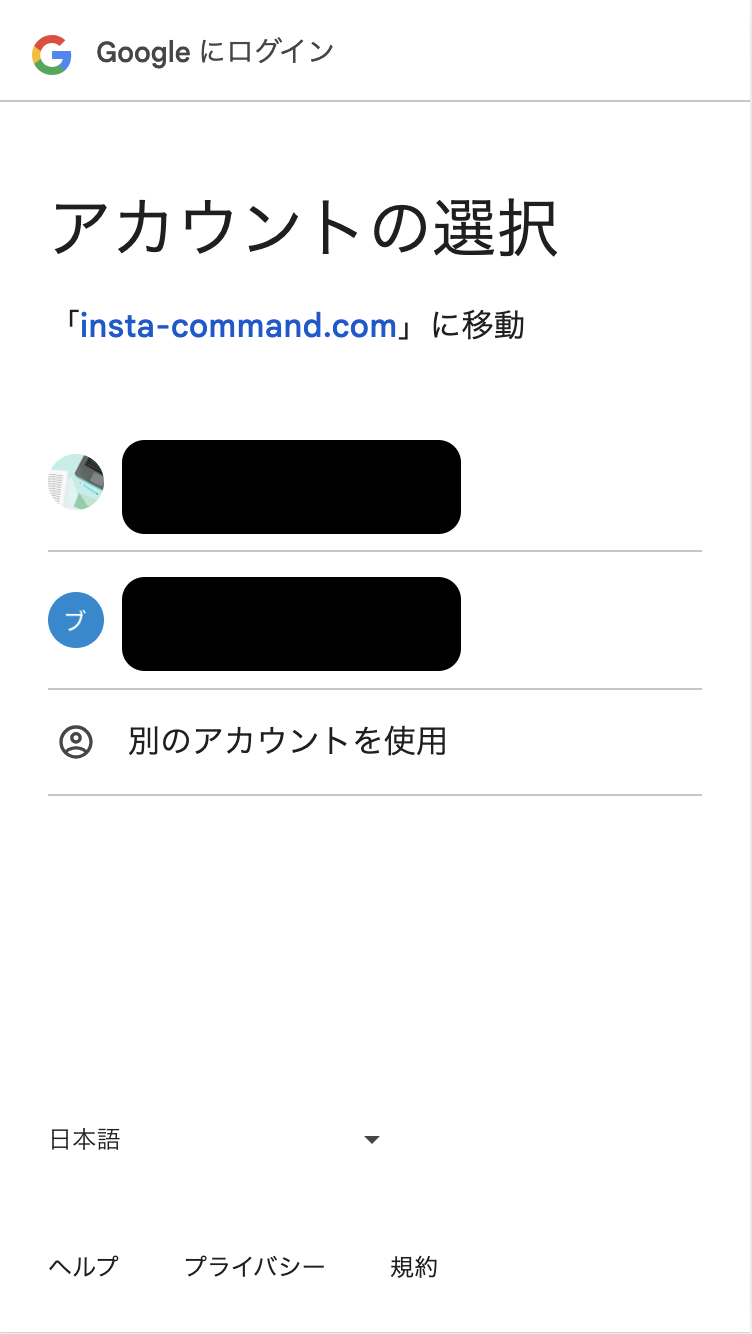 Google にログイン
アカウントの選択
「insta-command.com」に移動
ブ
別のアカウントを使用
日本語
ヘルプ プライバシー 規約